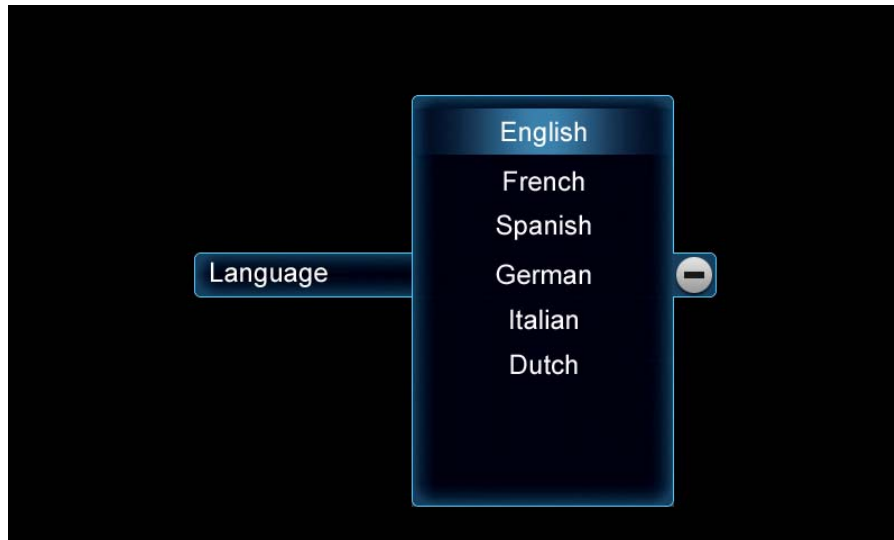 English
French
Spanish
Language
German
Italian
Dutch